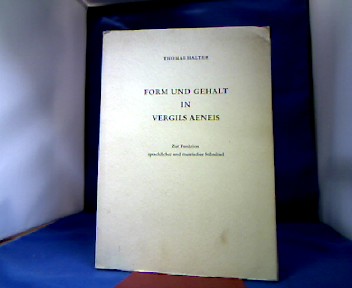 THOMAS HALTER
FORM UND GEHALT
IN
VERGILS AENEIS
Zur Funktion
sprachlicher und metrischer Stilmittel